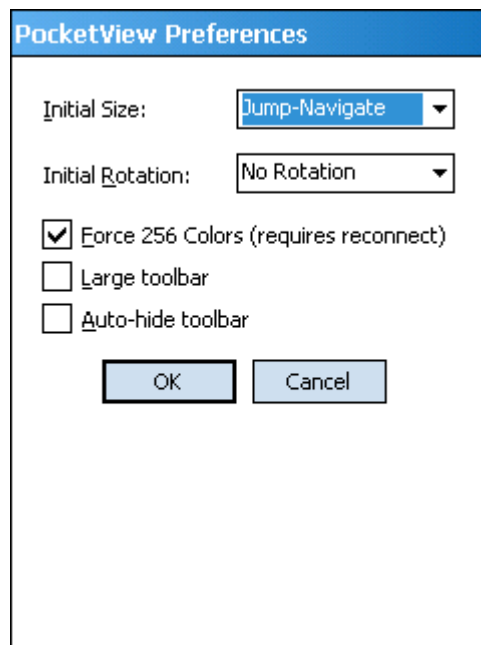 PocketView Preferences
Initial Size: Jump-Navigate
Initial Rotation: No Rotation
Force 256 Colors (requires reconnect)
Large toolbar
Auto-hide toolbar
OK Cancel